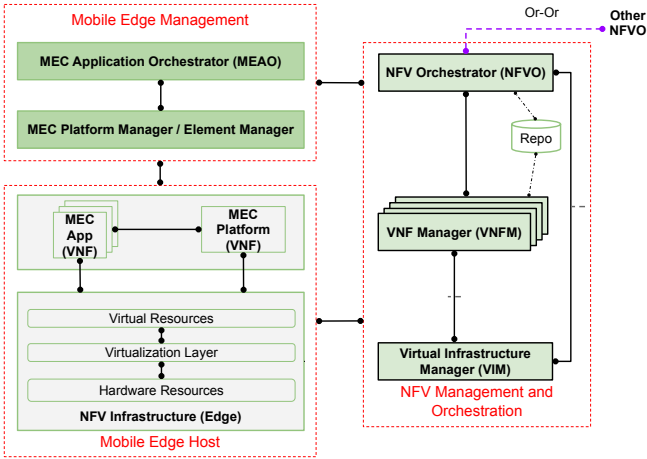 Mobile Edge Management
MEC Application Orchestrator (MEAO)
MEC Platform Manager / Element Manager
MEC
App
(VNF)
MEC
Platform
(VNF)
Virtual Resources
Virtualization Layer
Hardware Resources
NFV Infrastructure (Edge)
Mobile Edge Host
Or-Or
Other
NFVO
NFV Orchestrator (NFVO)
Repo
VNF Manager (VNFM)
Virtual Infrastructure
Manager (VIM)
NFV Management and
Orchestration